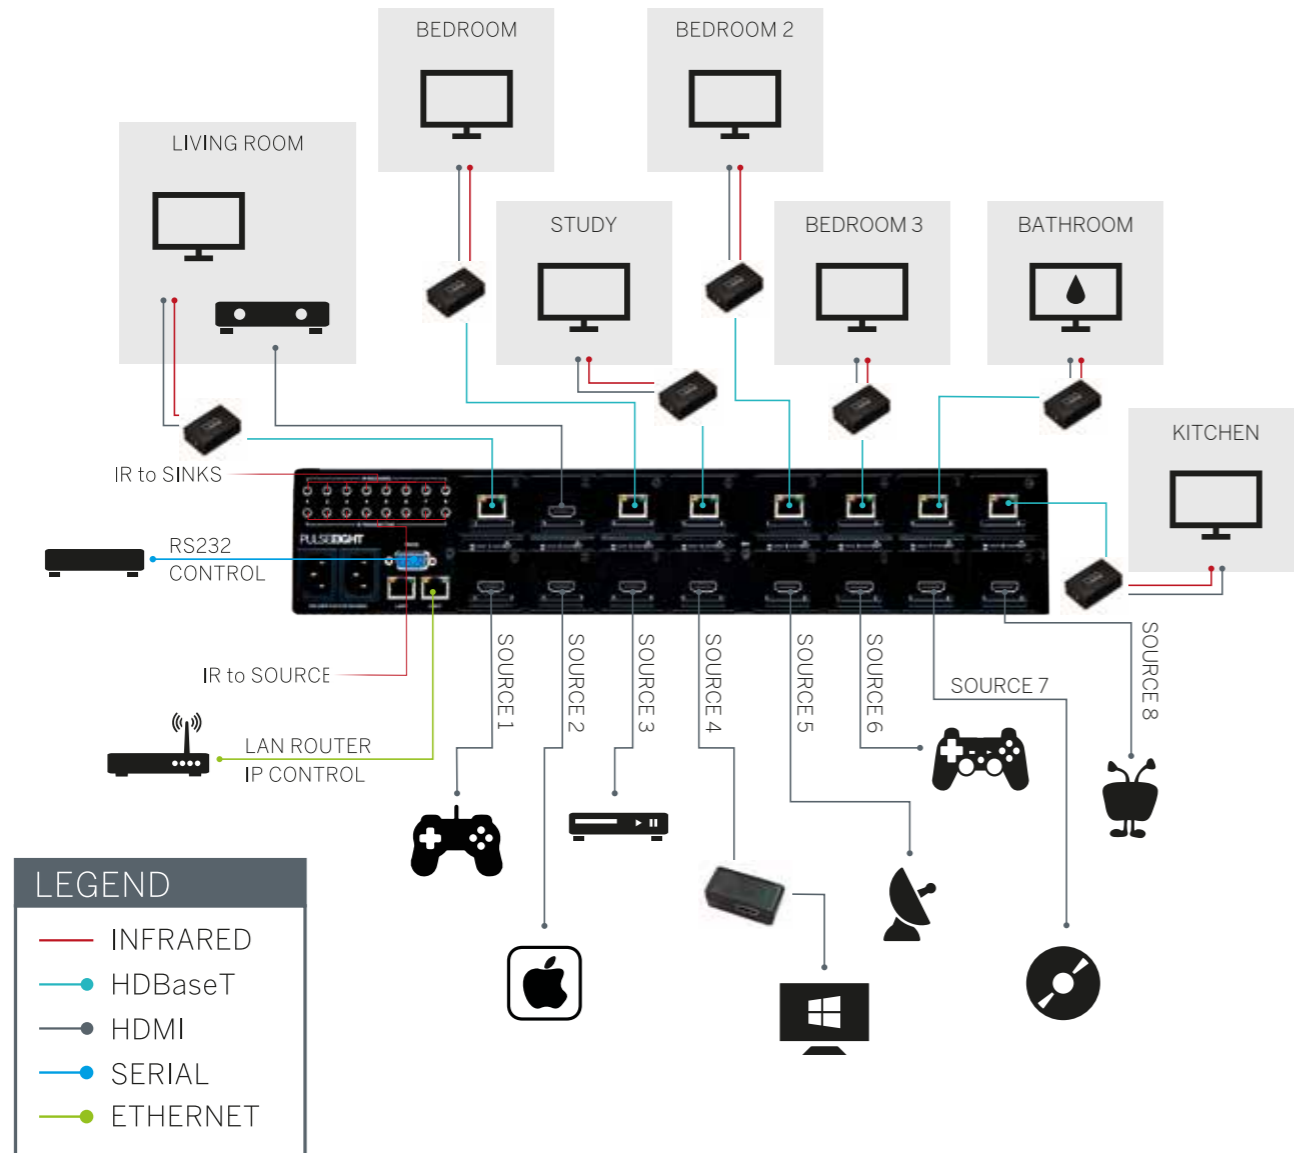 BEDROOM
BEDROOM 2
LIVING ROOM
STUDY
BEDROOM 3
BATHROOM
KITCHEN
IR to SINKS
PULSEEIGHT
RS232
CONTROL
IR to SOURCE
LAN ROUTER
IP CONTROL
SOURCE 1
SOURCE 2
SOURCE 3
SOURCE 4
SOURCE 5
SOURCE 6
SOURCE 7
SOURCE 8
LEGEND
INFRARED
HDBaseT
HDMI
SERIAL
ETHERNET